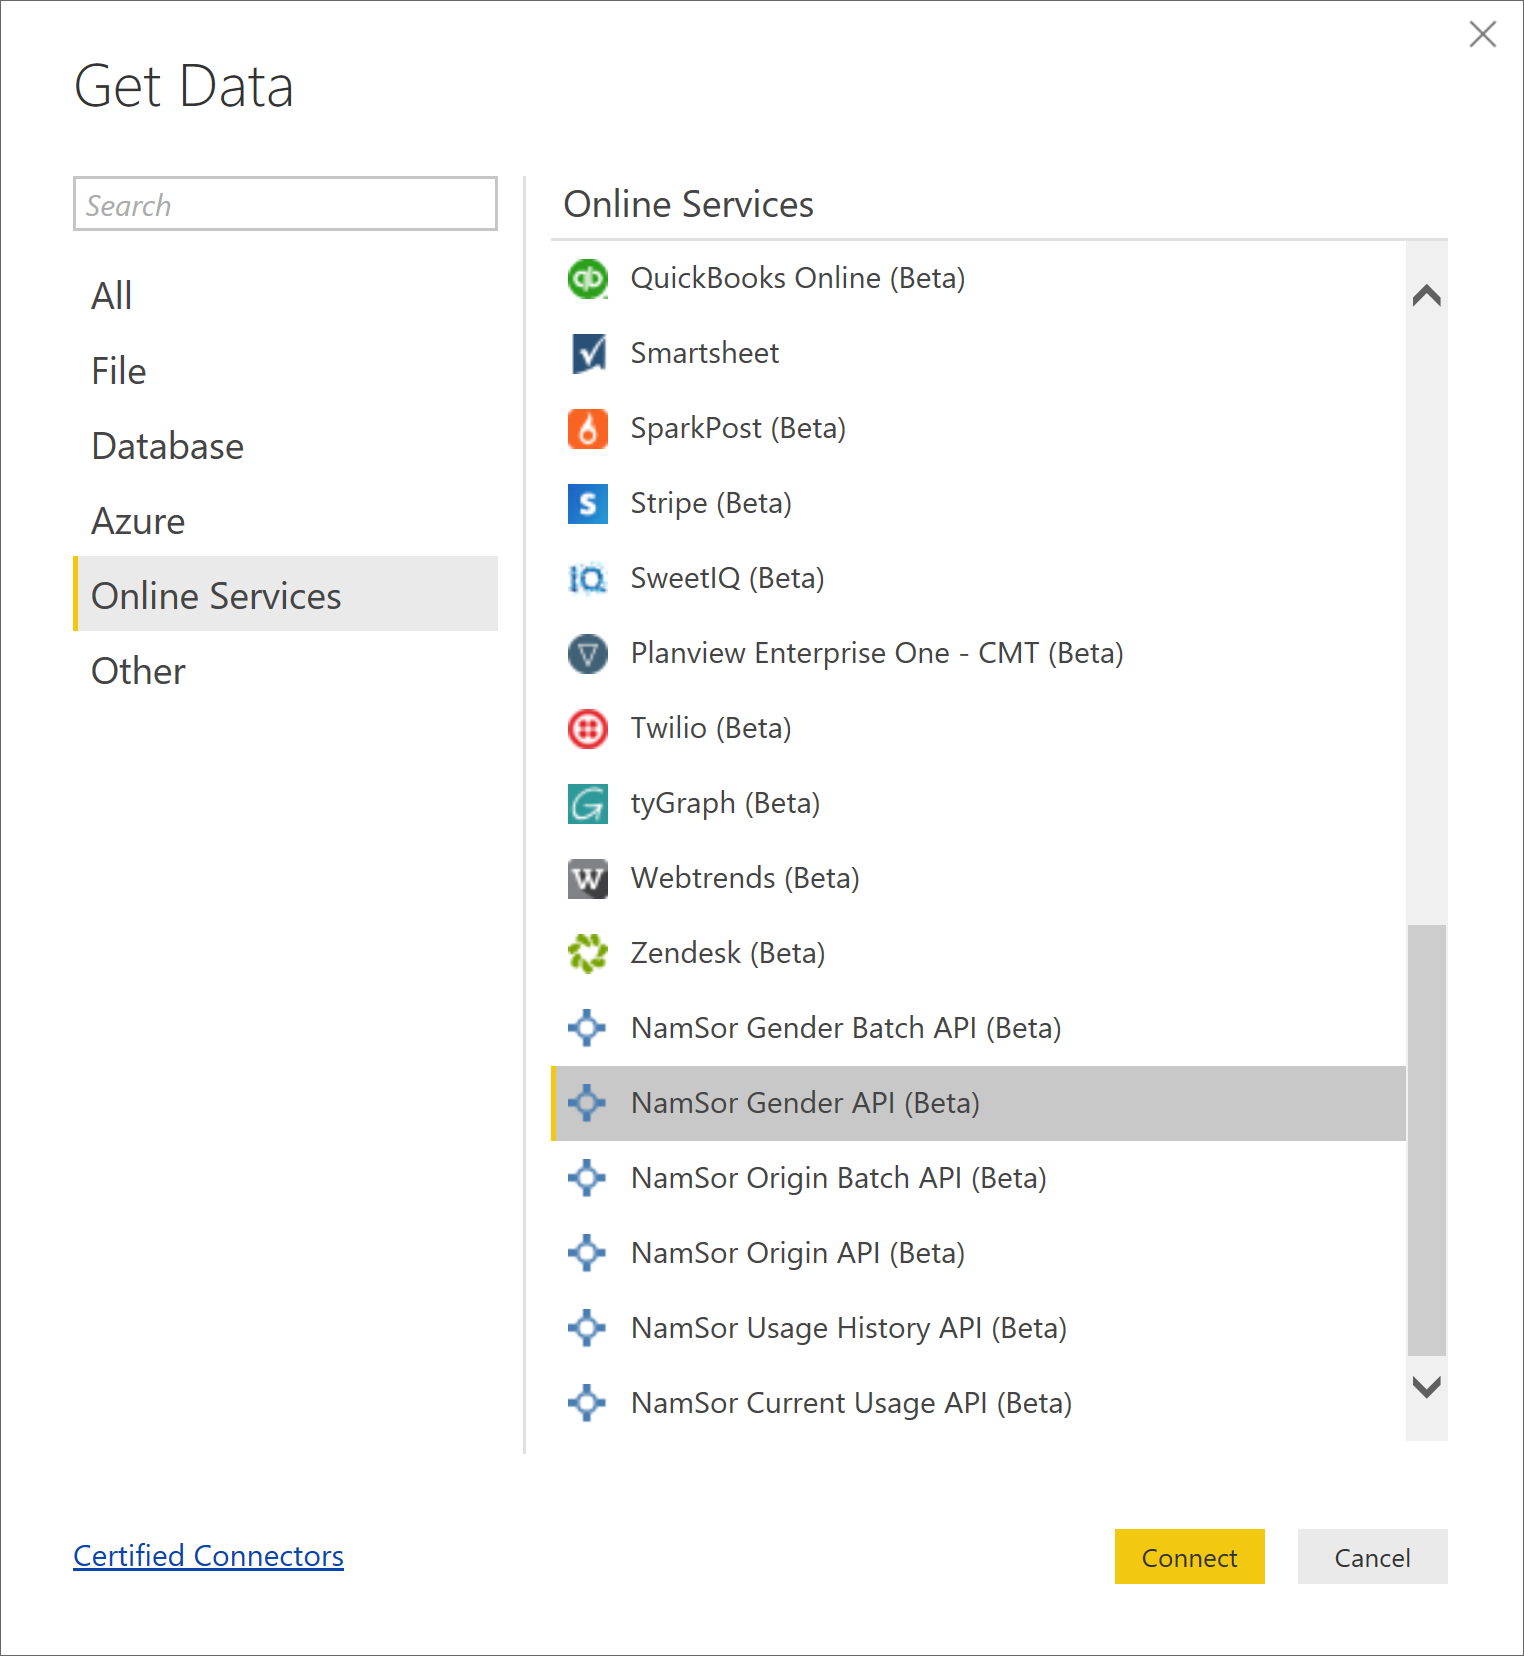 Get Data
Search
All
File
Database
Azure
Online Services
Other
Online Services
QuickBooks Online (Beta)
Smartsheet
SparkPost (Beta)
Stripe (Beta)
SweetIQ (Beta)
Planview Enterprise One - CMT (Beta)
Twilio (Beta)
tyGraph (Beta)
Webtrends (Beta)
Zendesk (Beta)
NamSor Gender Batch API (Beta)
NamSor Gender API (Beta)
NamSor Origin Batch API (Beta)
NamSor Origin API (Beta)
NamSor Usage History API (Beta)
NamSor Current Usage API (Beta)
Certified Connectors
Connect
Cancel